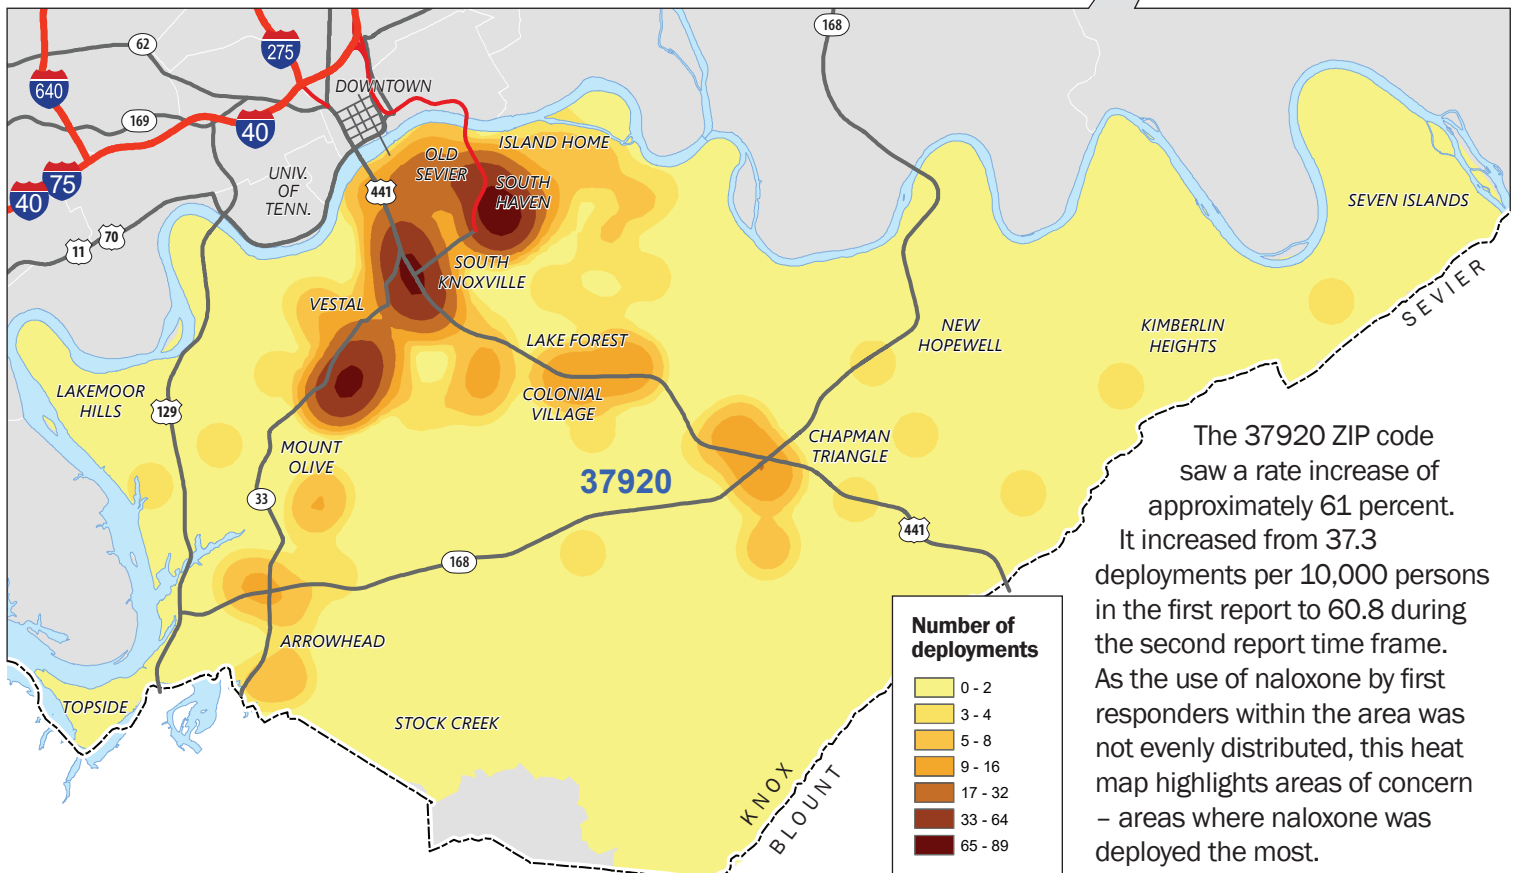 168
62
275
640
DOWNTOWN
169
40
ISLAND HOME
OLD
SEVIER
UNIV.
OF
TENN.
75
40
441
SOUTH
HAVEN
SEVEN ISLANDS
70
11
SOUTH
KNOXVILLE
SEVIER
VESTAL
NEW
HOPEWELL
KIMBERLIN
HEIGHTS
LAKE FOREST
LAKEMOOR
HILLS
129
COLONIAL
VILLAGE
MOUNT
OLIVE
CHAPMAN
TRIANGLE
37920
33
441
168
ARROWHEAD
TOPSIDE
STOCK CREEK
KNOX
BLOUNT
The 37920 ZIP code
saw a rate increase of
approximately 61 percent.
It increased from 37.3
deployments per 10,000 persons
in the first report to 60.8 during
the second report time frame.
As the use of naloxone by first
responders within the area was
not evenly distributed, this heat
map highlights areas of concern
– areas where naloxone was
deployed the most.
Number of
deployments
0 - 2
3 - 4
5 - 8
9 - 16
17 - 32
33 - 64
65 - 89